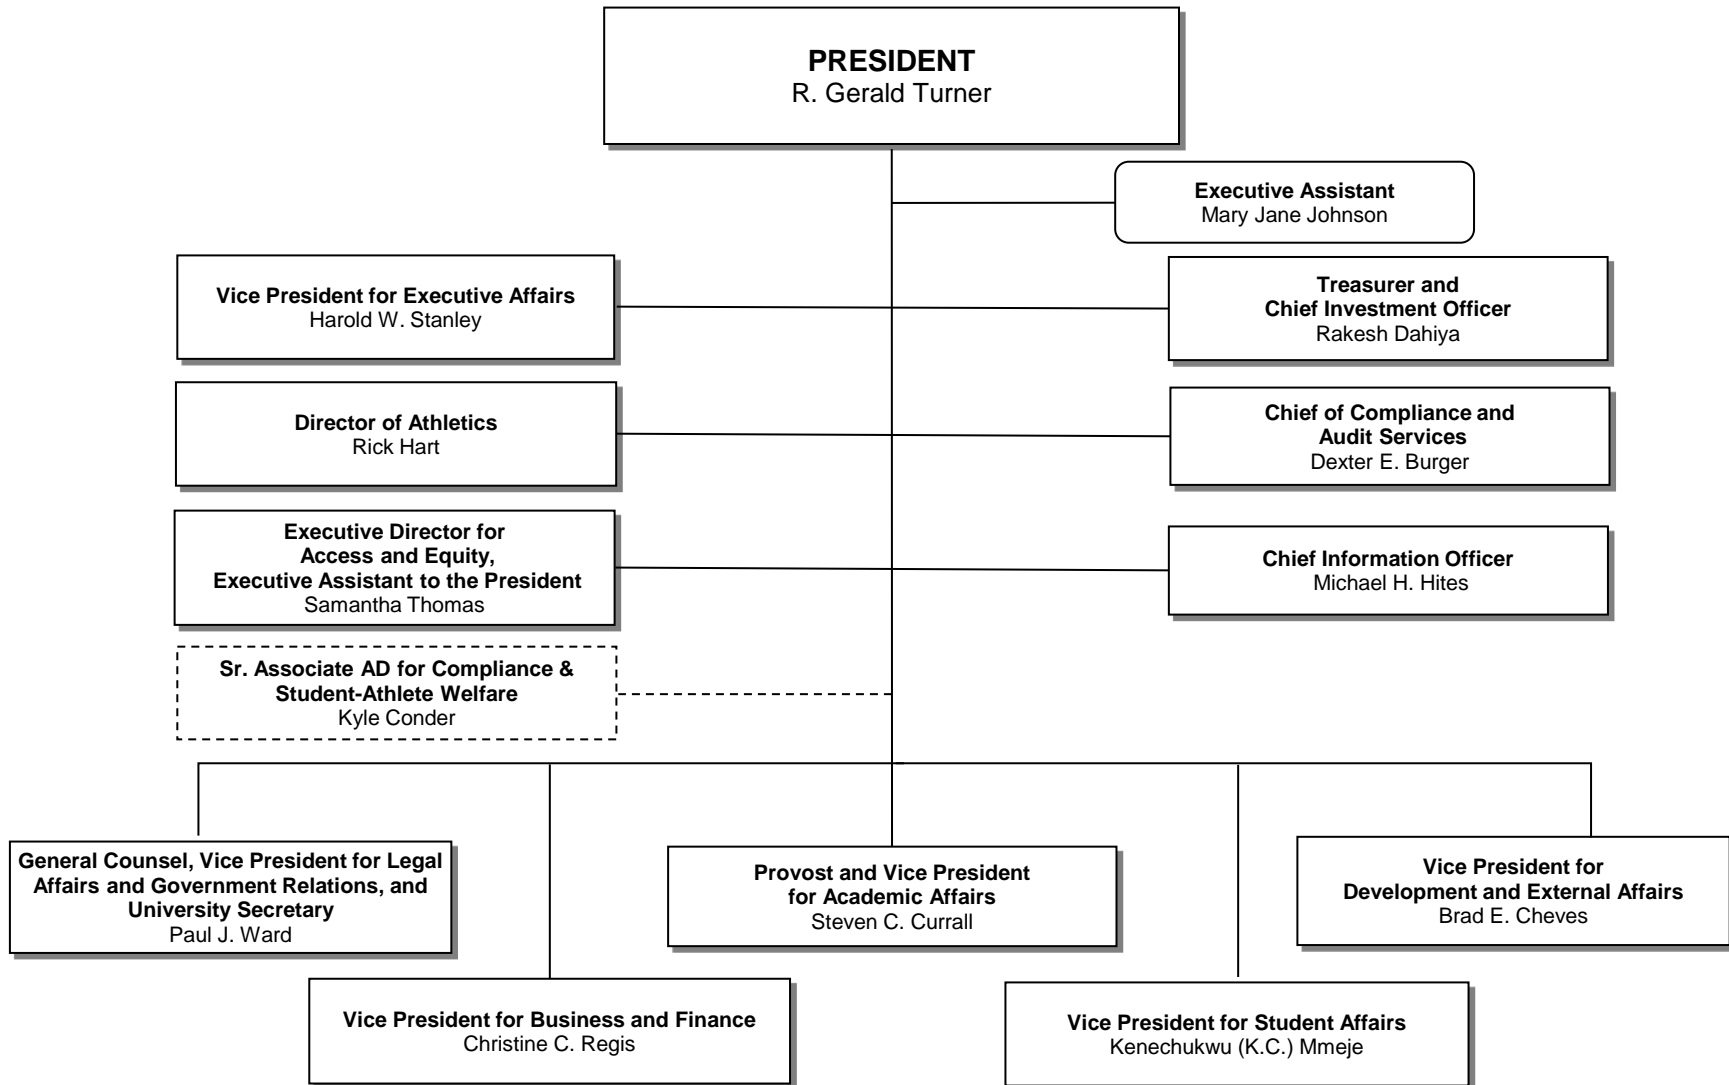 PRESIDENT
R. Gerald Turner
Executive Assistant
Mary Jane Johnson
Vice President for Executive Affairs
Harold W. Stanley
Treasurer and
Chief Investment Officer
Rakesh Dahiya
Director of Athletics
Rick Hart
Chief of Compliance and
Audit Services
Dexter E. Burger
Executive Director for
Access and Equity,
Executive Assistant to the President
Samantha Thomas
Chief Information Officer
Michael H. Hites
Sr. Associate AD for Compliance &
Student-Athlete Welfare
Kyle Conder
General Counsel, Vice President for Legal
Affairs and Government Relations, and
University Secretary
Paul J. Ward
Provost and Vice President
for Academic Affairs
Steven C. Currall
Vice President for
Development and External Affairs
Brad E. Cheves
Vice President for Business and Finance
Christine C. Regis
Vice President for Student Affairs
Kenechukwu (K.C.) Mmeje